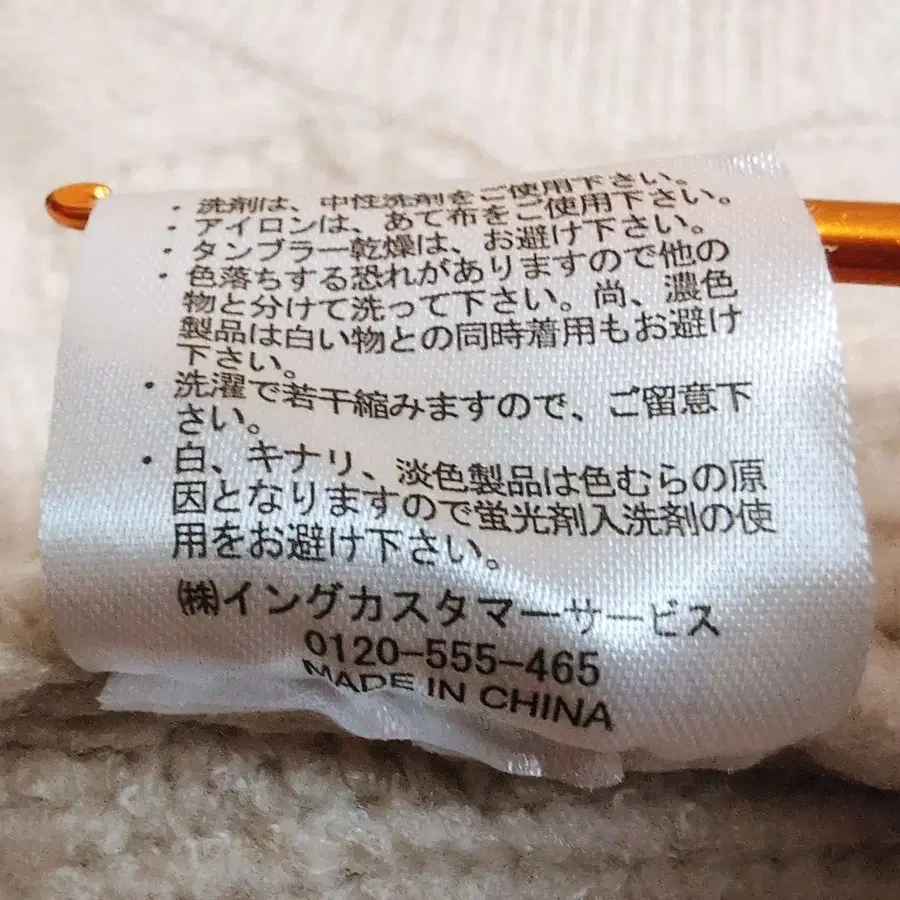 ・洗剤は、中性洗剤をご使用下さい。
・アイロンは、あて布をご使用下さい。
・タンブラー乾燥は、お避け下さい。
・色落ちする恐れがありますので他の
物と分けて洗って下さい。尚、濃色
製品は白い物との同時着用もお避け
下さい。
・洗濯で若干縮みますので、ご留意下
さい。
・白、キナリ、淡色製品は色むらの原
因となりますので蛍光剤入洗剤の使
用をお避け下さい。
㈱イングカスタマーサービス
0120-555-465
MADE IN CHINA